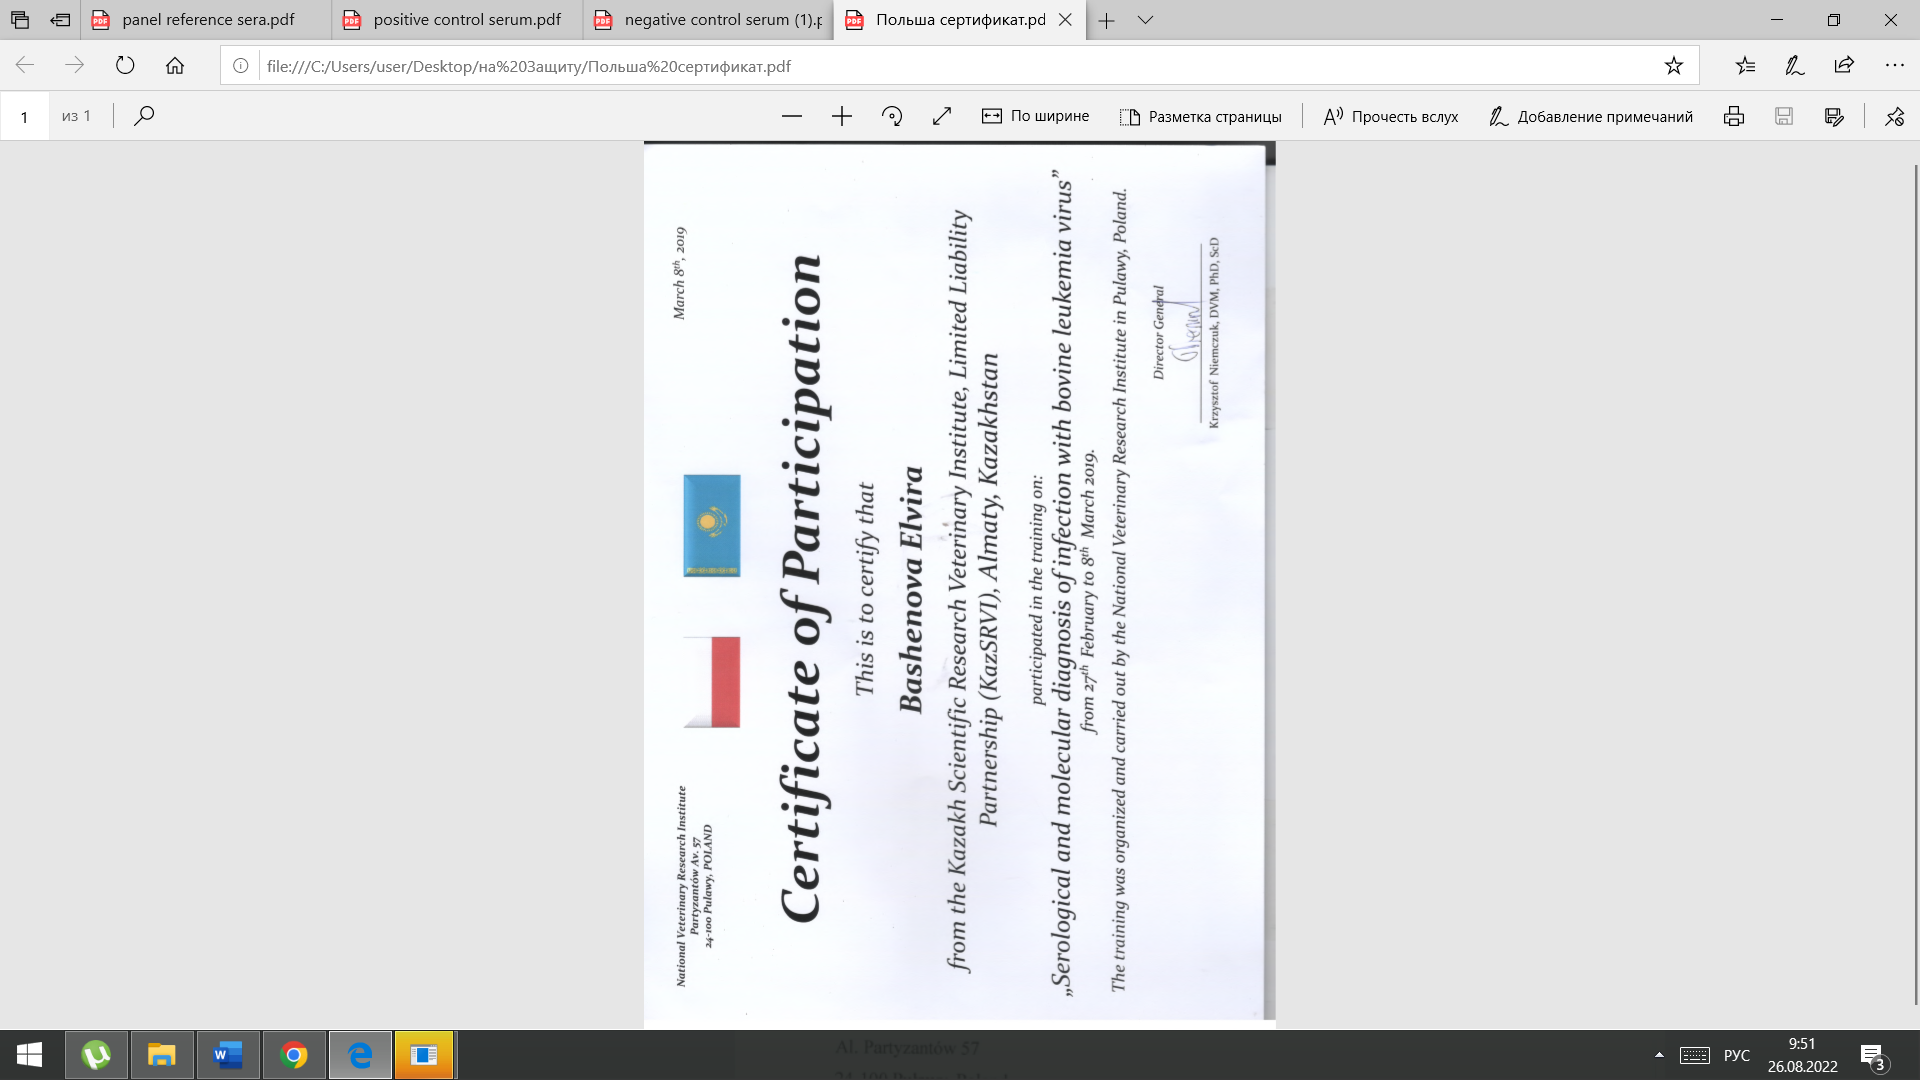 panel reference sera.pdf
positive control serum.pdf
negative control serum (1).p
Польша сертификат.pd
file:///C:/Users/user/Desktop/на%20Защиту/Польша%20сертификат.pdf
1 из 1
По ширине
Разметка страницы
Прочесть вслух
Добавление примечаний
National Veterinary Research Institute
Partyzantów Av. 57
24-100 Pulawy, POLAND
March 8th, 2019
Certificate of Participation
This is to certify that
Bashenova Elvira
from the Kazakh Scientific Research Veterinary Institute, Limited Liability
Partnership (KazSRVI), Almaty, Kazakhstan
participated in the training on:
„Serological and molecular diagnosis of infection with bovine leukemia virus”
from 27th February to 8th March 2019.
The training was organized and carried out by the National Veterinary Research Institute in Pulawy, Poland.
Director General
Krzysztof Niemczuk, DVM, PhD, ScD
Al. Partyzantów 57
РУС
9:51
26.08.2022
3